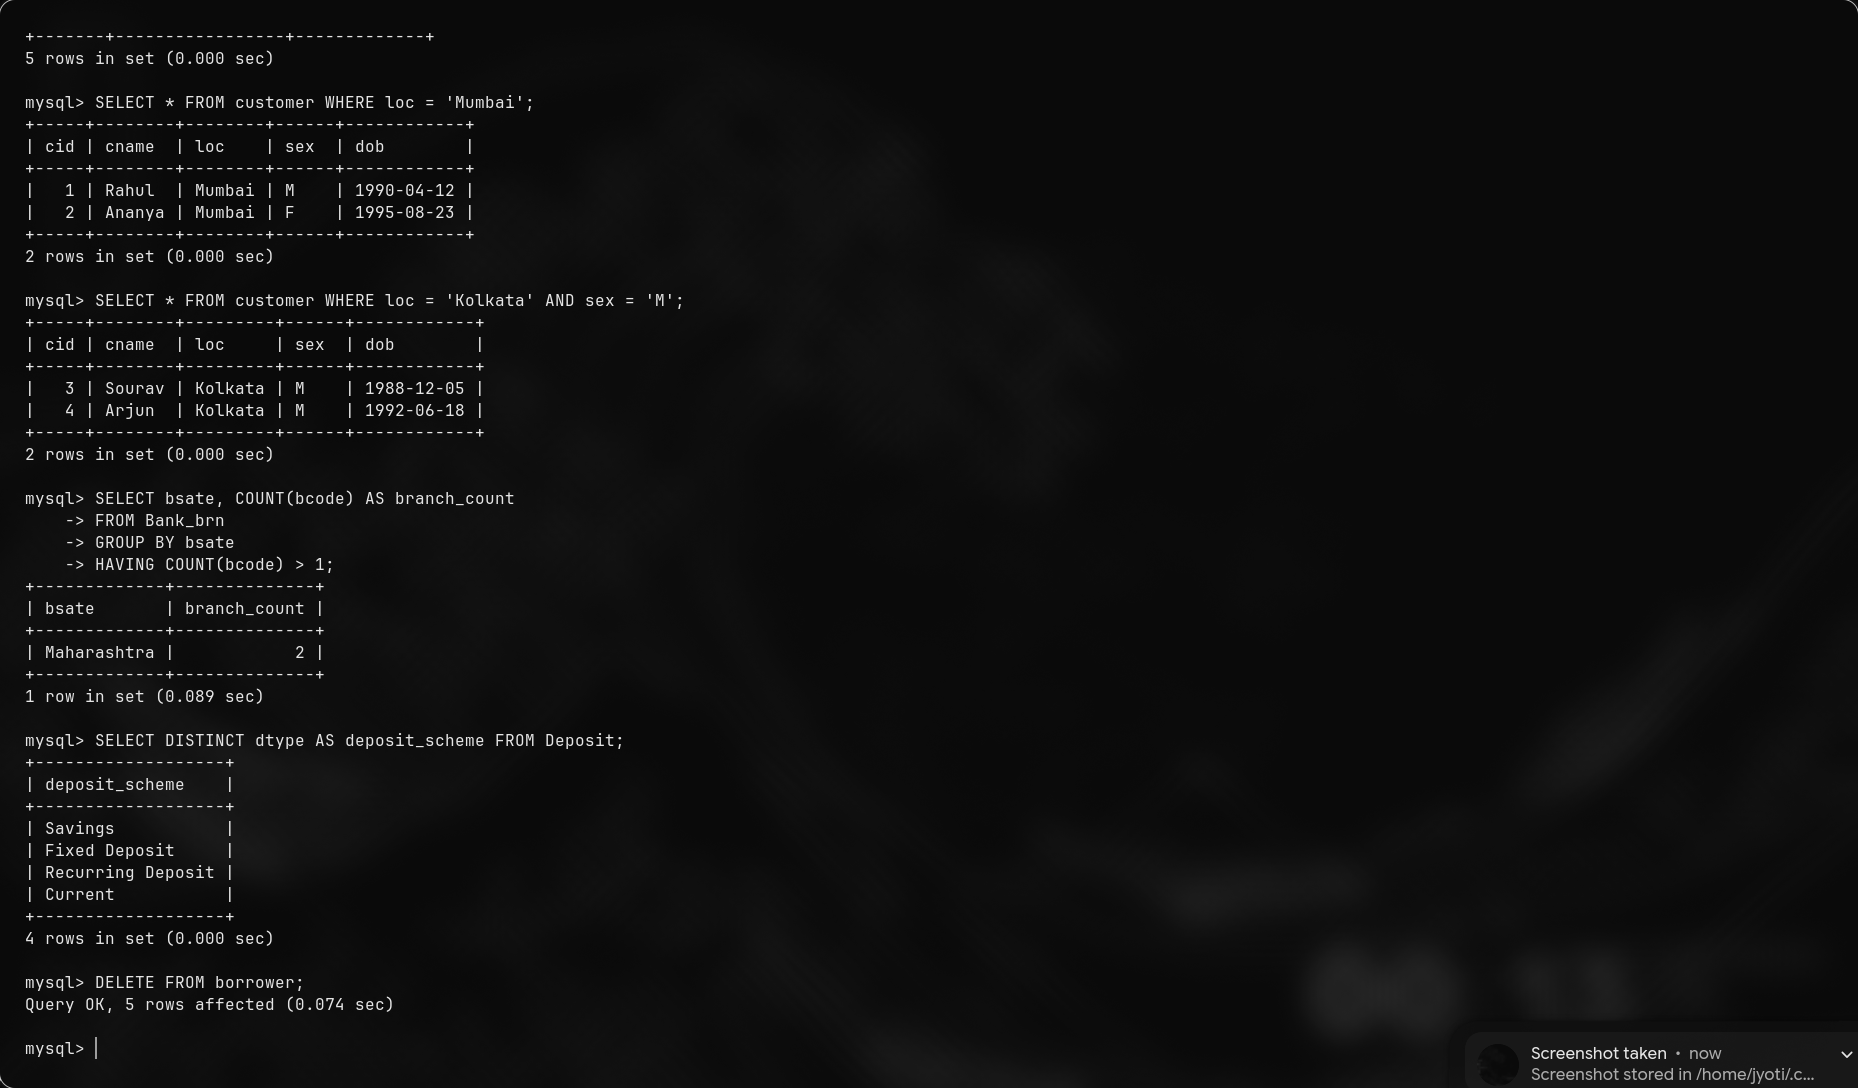 +-------+-----------------+-------------+
5 rows in set (0.000 sec)

mysql> SELECT * FROM customer WHERE loc = 'Mumbai';
+-----+--------+--------+------+------------+
| cid | cname  | loc    | sex  | dob        |
+-----+--------+--------+------+------------+
|   1 | Rahul  | Mumbai | M    | 1990-04-12 |
|   2 | Ananya | Mumbai | F    | 1995-08-23 |
+-----+--------+--------+------+------------+
2 rows in set (0.000 sec)

mysql> SELECT * FROM customer WHERE loc = 'Kolkata' AND sex = 'M';
+-----+--------+---------+------+------------+
| cid | cname  | loc     | sex  | dob        |
+-----+--------+---------+------+------------+
|   3 | Sourav | Kolkata | M    | 1988-12-05 |
|   4 | Arjun  | Kolkata | M    | 1992-06-18 |
+-----+--------+---------+------+------------+
2 rows in set (0.000 sec)

mysql> SELECT bsate, COUNT(bcode) AS branch_count
    -> FROM Bank_brn
    -> GROUP BY bsate
    -> HAVING COUNT(bcode) > 1;
+-------------+--------------+
| bsate       | branch_count |
+-------------+--------------+
| Maharashtra |            2 |
+-------------+--------------+
1 row in set (0.089 sec)

mysql> SELECT DISTINCT dtype AS deposit_scheme FROM Deposit;
+-------------------+
| deposit_scheme    |
+-------------------+
| Savings           |
| Fixed Deposit     |
| Recurring Deposit |
| Current           |
+-------------------+
4 rows in set (0.000 sec)

mysql> DELETE FROM borrower;
Query OK, 5 rows affected (0.074 sec)

mysql>
Screenshot taken • now
Screenshot stored in /home/jyoti/.c...